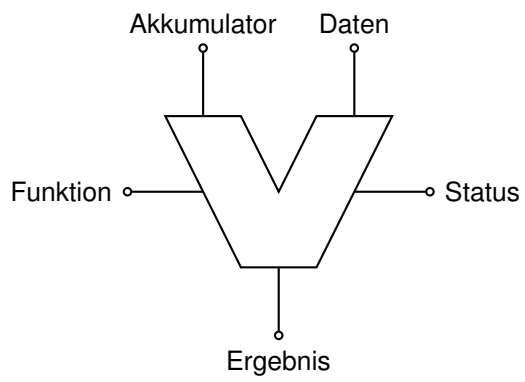 Akkumulator
Daten
Funktion
Status
Ergebnis